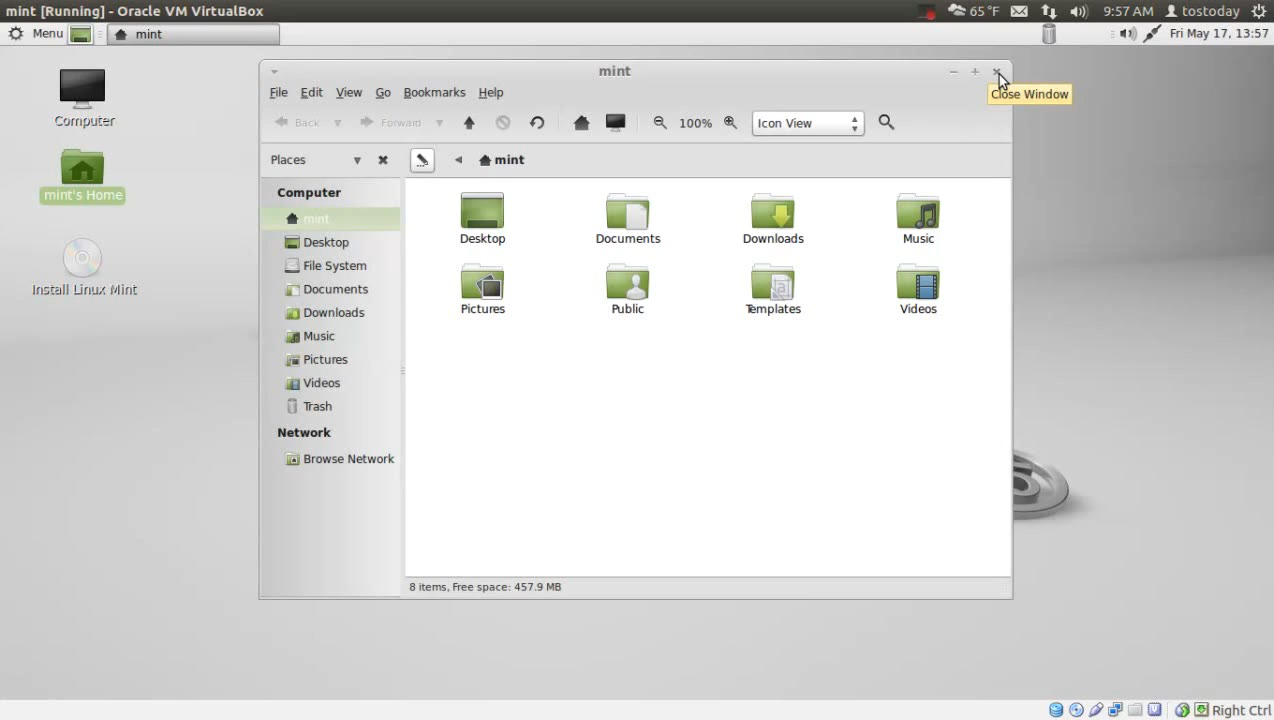 mint [Running] - Oracle VM VirtualBox
65°F
9:57 AM
tostoday
Menu
mint
Fri May 17, 13:57
Computer
mint's Home
Install Linux Mint
mint
Close Window
File Edit View Go Bookmarks Help
Back Forward 100% Icon View
Places
mint
Computer
mint
Desktop
File System
Documents
Downloads
Music
Pictures
Videos
Trash
Network
Browse Network
Desktop Documents Downloads Music
Pictures Public Templates Videos
8 items, Free space: 457.9 MB
Right Ctrl